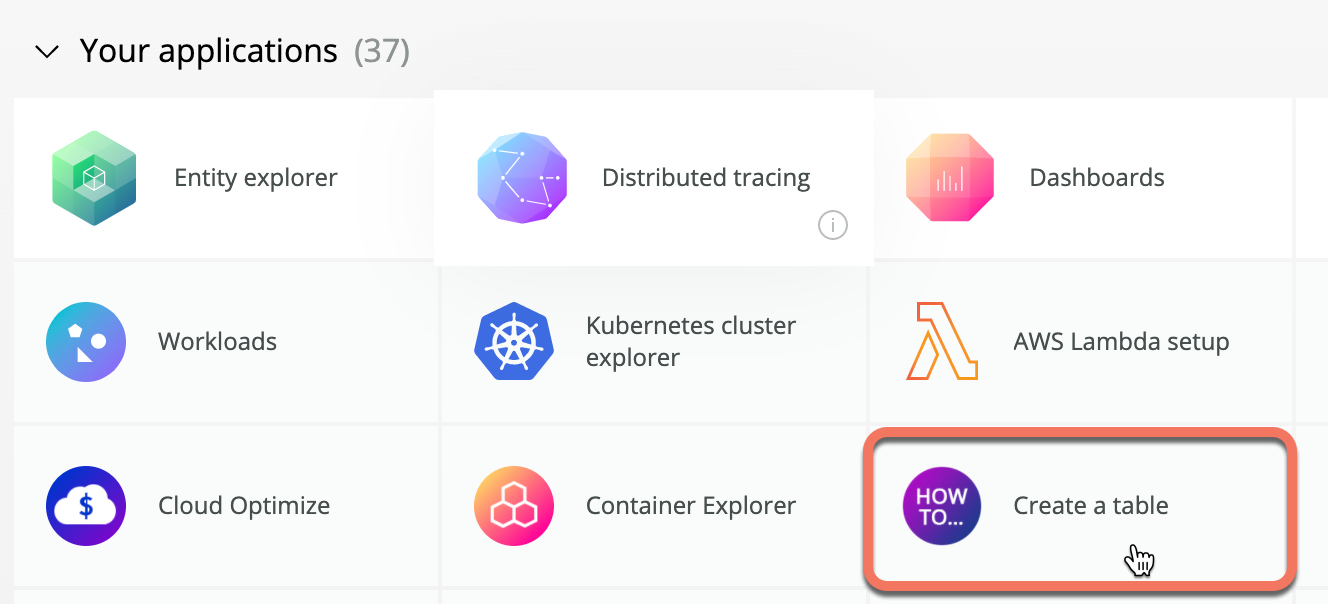 Your applications (37)
Entity explorer
Distributed tracing
i
Dashboards
Workloads
Kubernetes cluster
explorer
AWS Lambda setup
$
Cloud Optimize
Container Explorer
HOW
TO...
Create a table